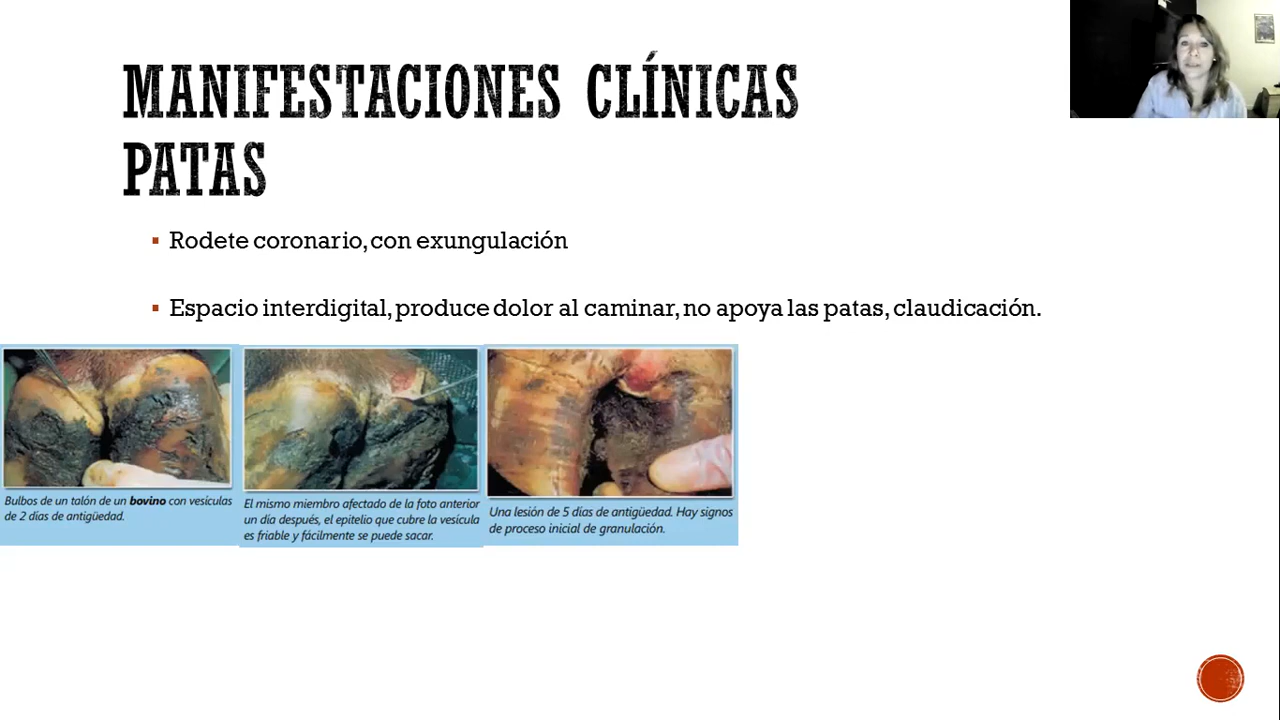 MANIFESTACIONES CLÍNICAS
PATAS
Rodete coronario, con exungulación
Espacio interdigital, produce dolor al caminar, no apoya las patas, claudicación.
Bulbos de un talón de un bovino con vesículas
de 2 días de antigüedad.
El mismo miembro afectado de la foto anterior
un día después, el epitelio que cubre la vesícula
es friable y fácilmente se puede sacar.
Una lesión de 5 días de antigüedad. Hay signos
de proceso inicial de granulación.